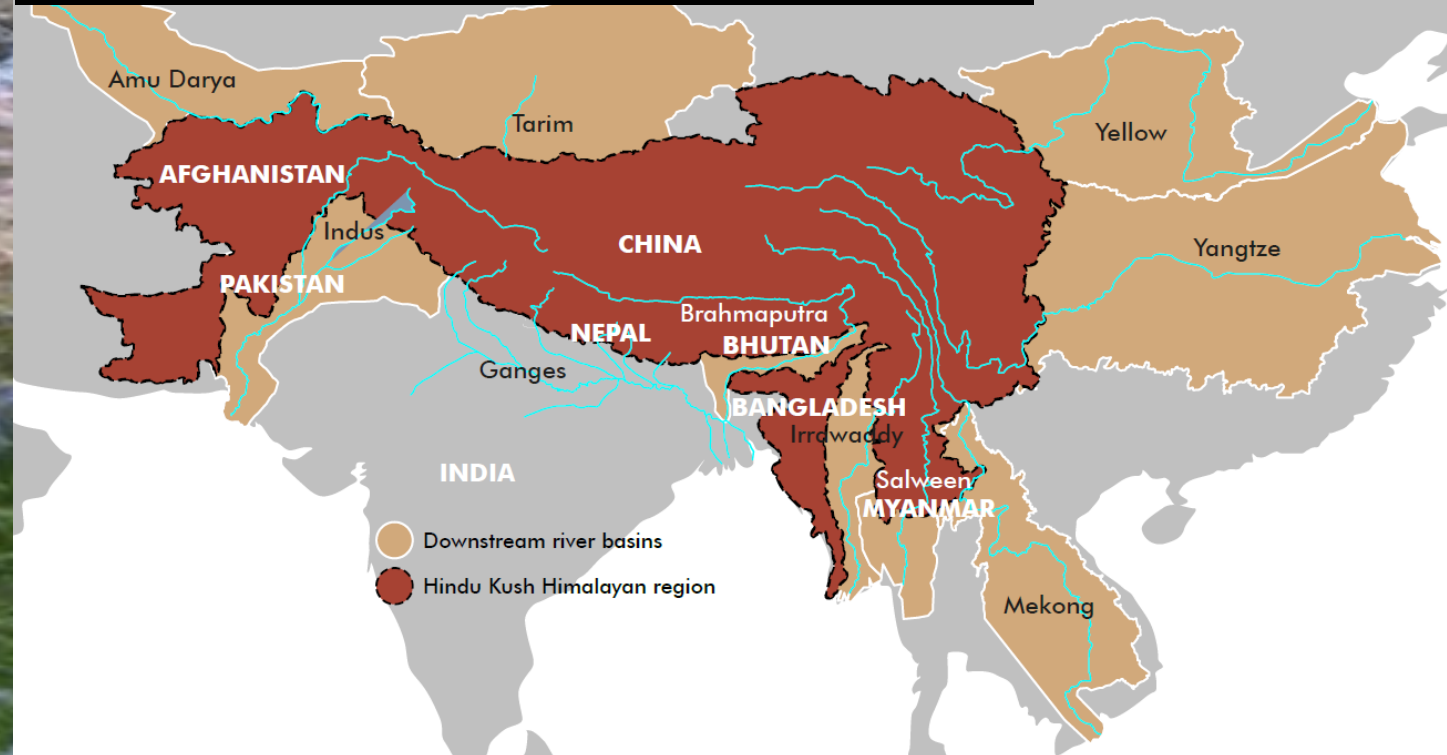 Amu Darya
Tarim
Yellow
AFGHANISTAN
Indus
CHINA
Yangtze
PAKISTAN
Brahmaputra
NEPAL
BHUTAN
Ganges
BANGLADESH
Irrdwaddy
INDIA
Salween
MYANMAR
Downstream river basins
Hindu Kush Himalayan region
Mekong